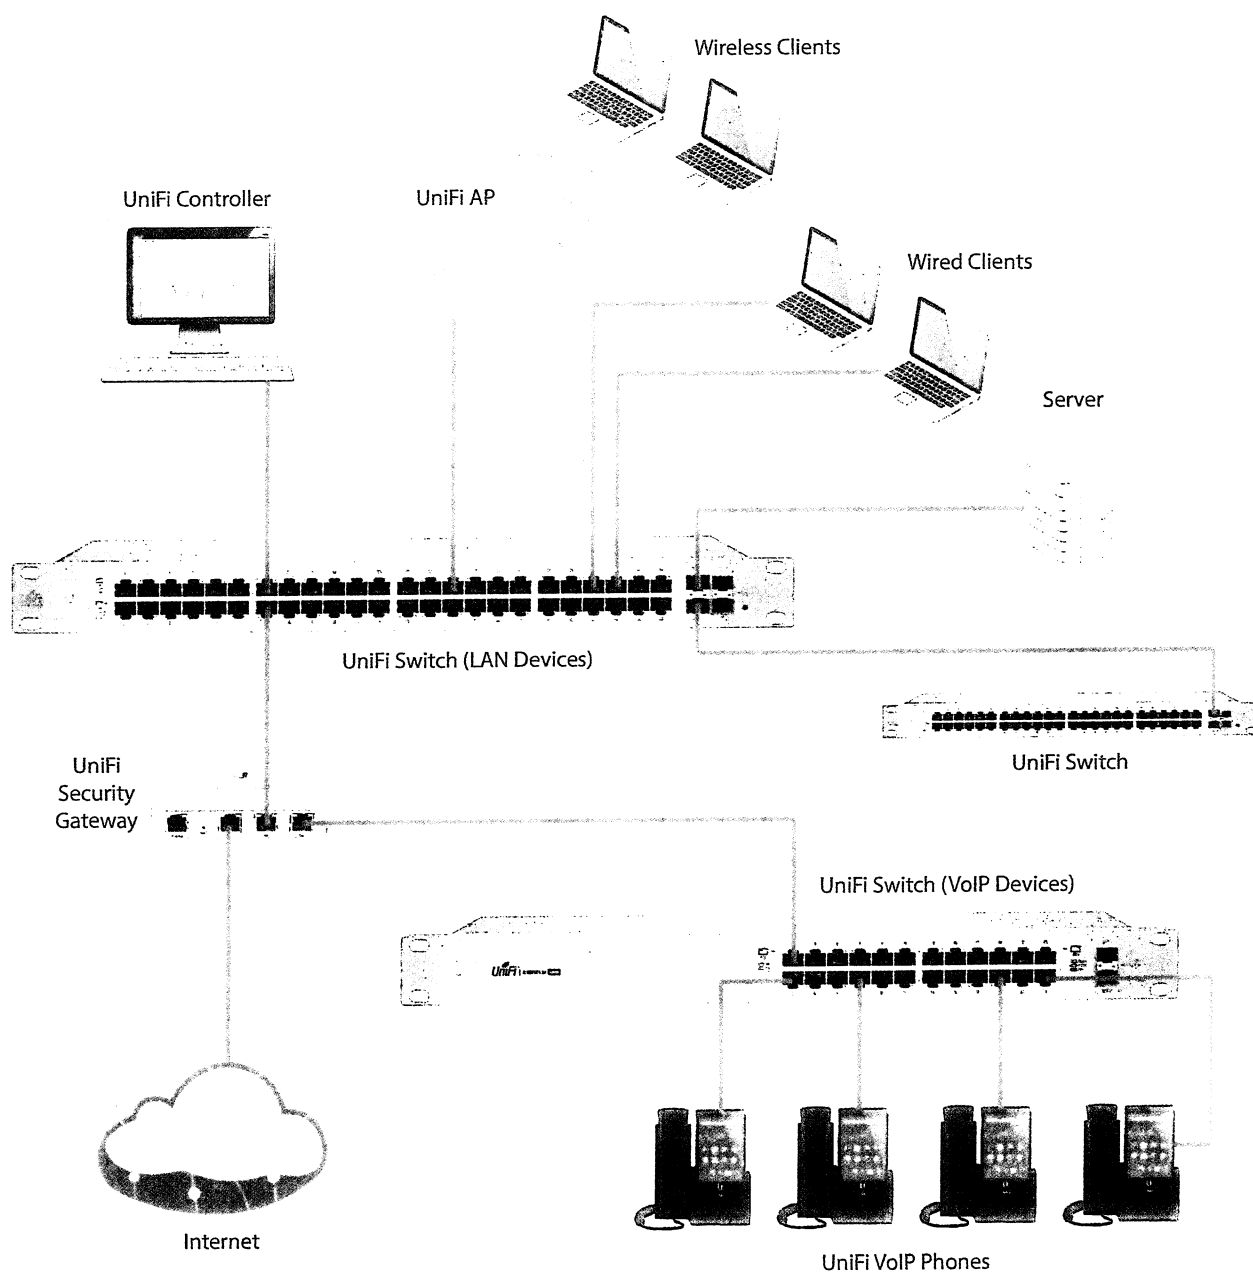 Wireless Clients
UniFi Controller
UniFi AP
Wired Clients
Server
UniFi Switch (LAN Devices)
UniFi Switch
UniFi
Security
Gateway
UniFi Switch (VoIP Devices)
UniFi
Internet
UniFi VoIP Phones